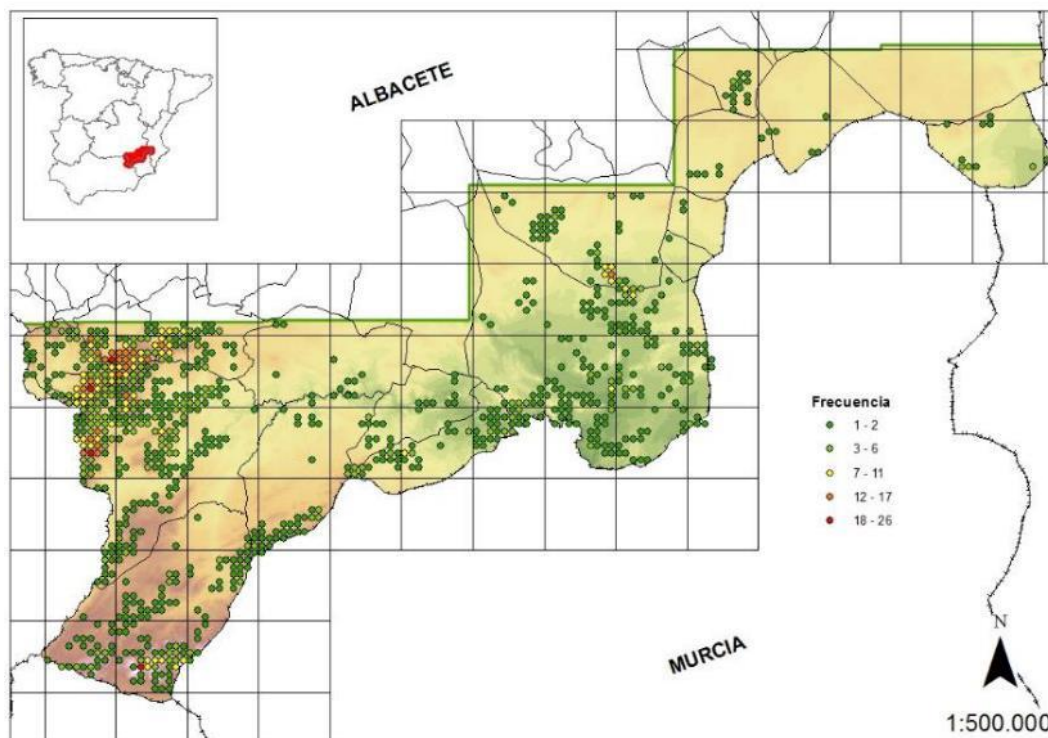 ALBACETE
Frecuencia
1 - 2
3 - 6
7 - 11
12 - 17
18 - 26
MURCIA
N
1:500.000